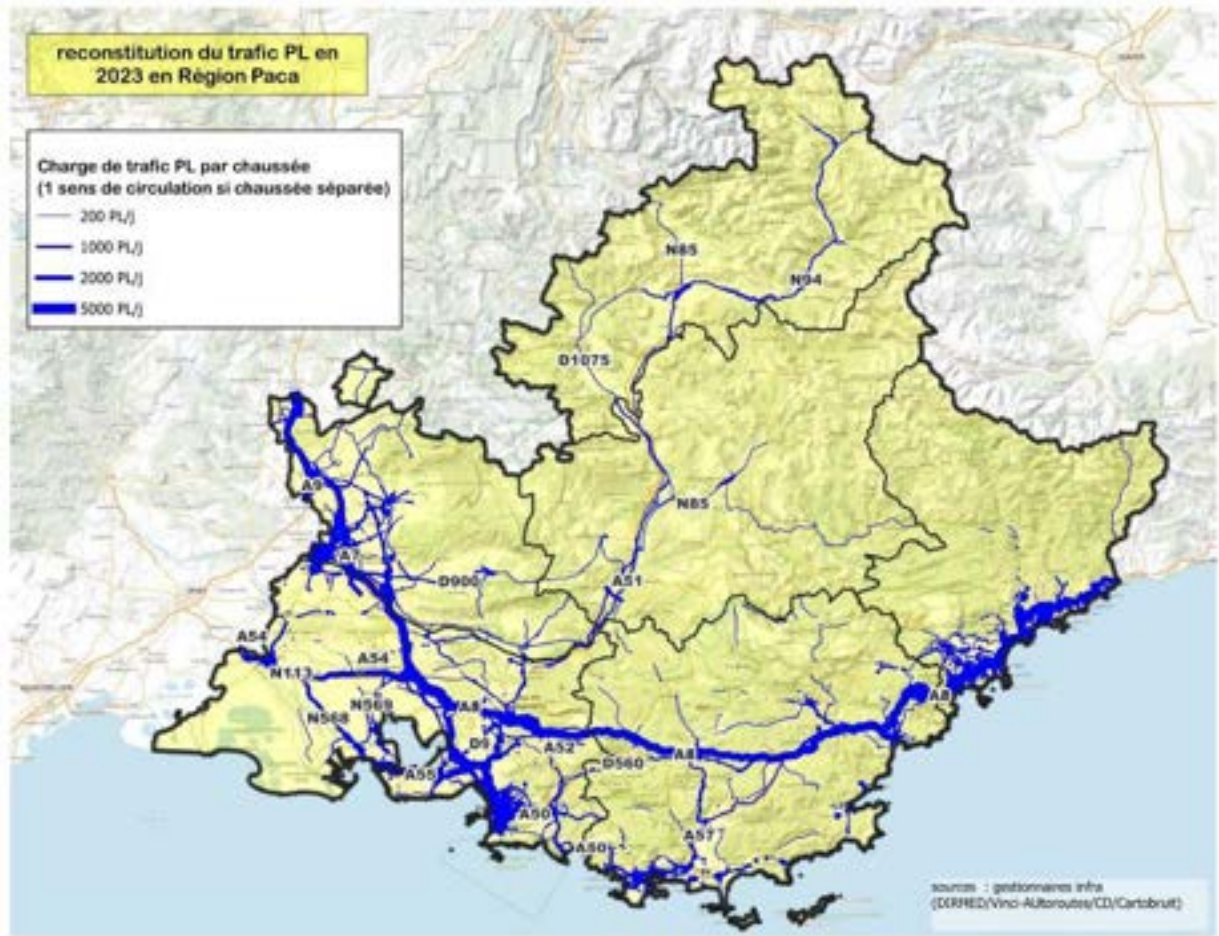 reconstitution du trafic PL en
2023 en Région Paca
Charge de trafic PL par chaussée
(1 sens de circulation si chaussée séparée)
200 PL/j
1000 PL/j
2000 PL/j
5000 PL/j
N85
N94
D1075
A9
N85
A7
D900
A51
A54
A54
N113
N569
A8
A8
N568
D9
A52
A8
D560
A55
A50
A57
A50
sources : gestionnaires infra
(DIRMED/Vinci-AUtoroutes/CD/Cartobruit)